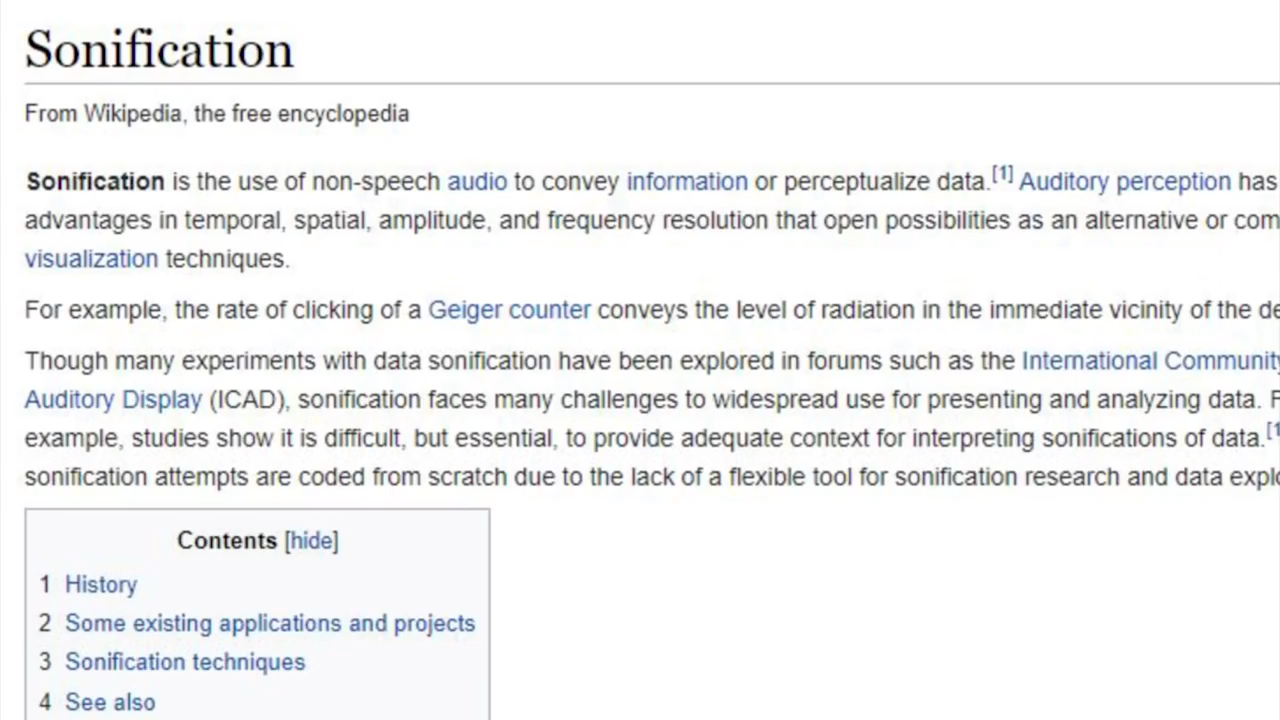 Sonification
From Wikipedia, the free encyclopedia
Sonification is the use of non-speech audio to convey information or perceptualize data.[1] Auditory perception has
advantages in temporal, spatial, amplitude, and frequency resolution that open possibilities as an alternative or
visualization techniques.
For example, the rate of clicking of a Geiger counter conveys the level of radiation in the immediate vicinity of the
Though many experiments with data sonification have been explored in forums such as the International Community
Auditory Display (ICAD), sonification faces many challenges to widespread use for presenting and analyzing data.
example, studies show it is difficult, but essential, to provide adequate context for interpreting sonifications of data.
sonification attempts are coded from scratch due to the lack of a flexible tool for sonification research and data
Contents [hide]
1 History
2 Some existing applications and projects
3 Sonification techniques
4 See also